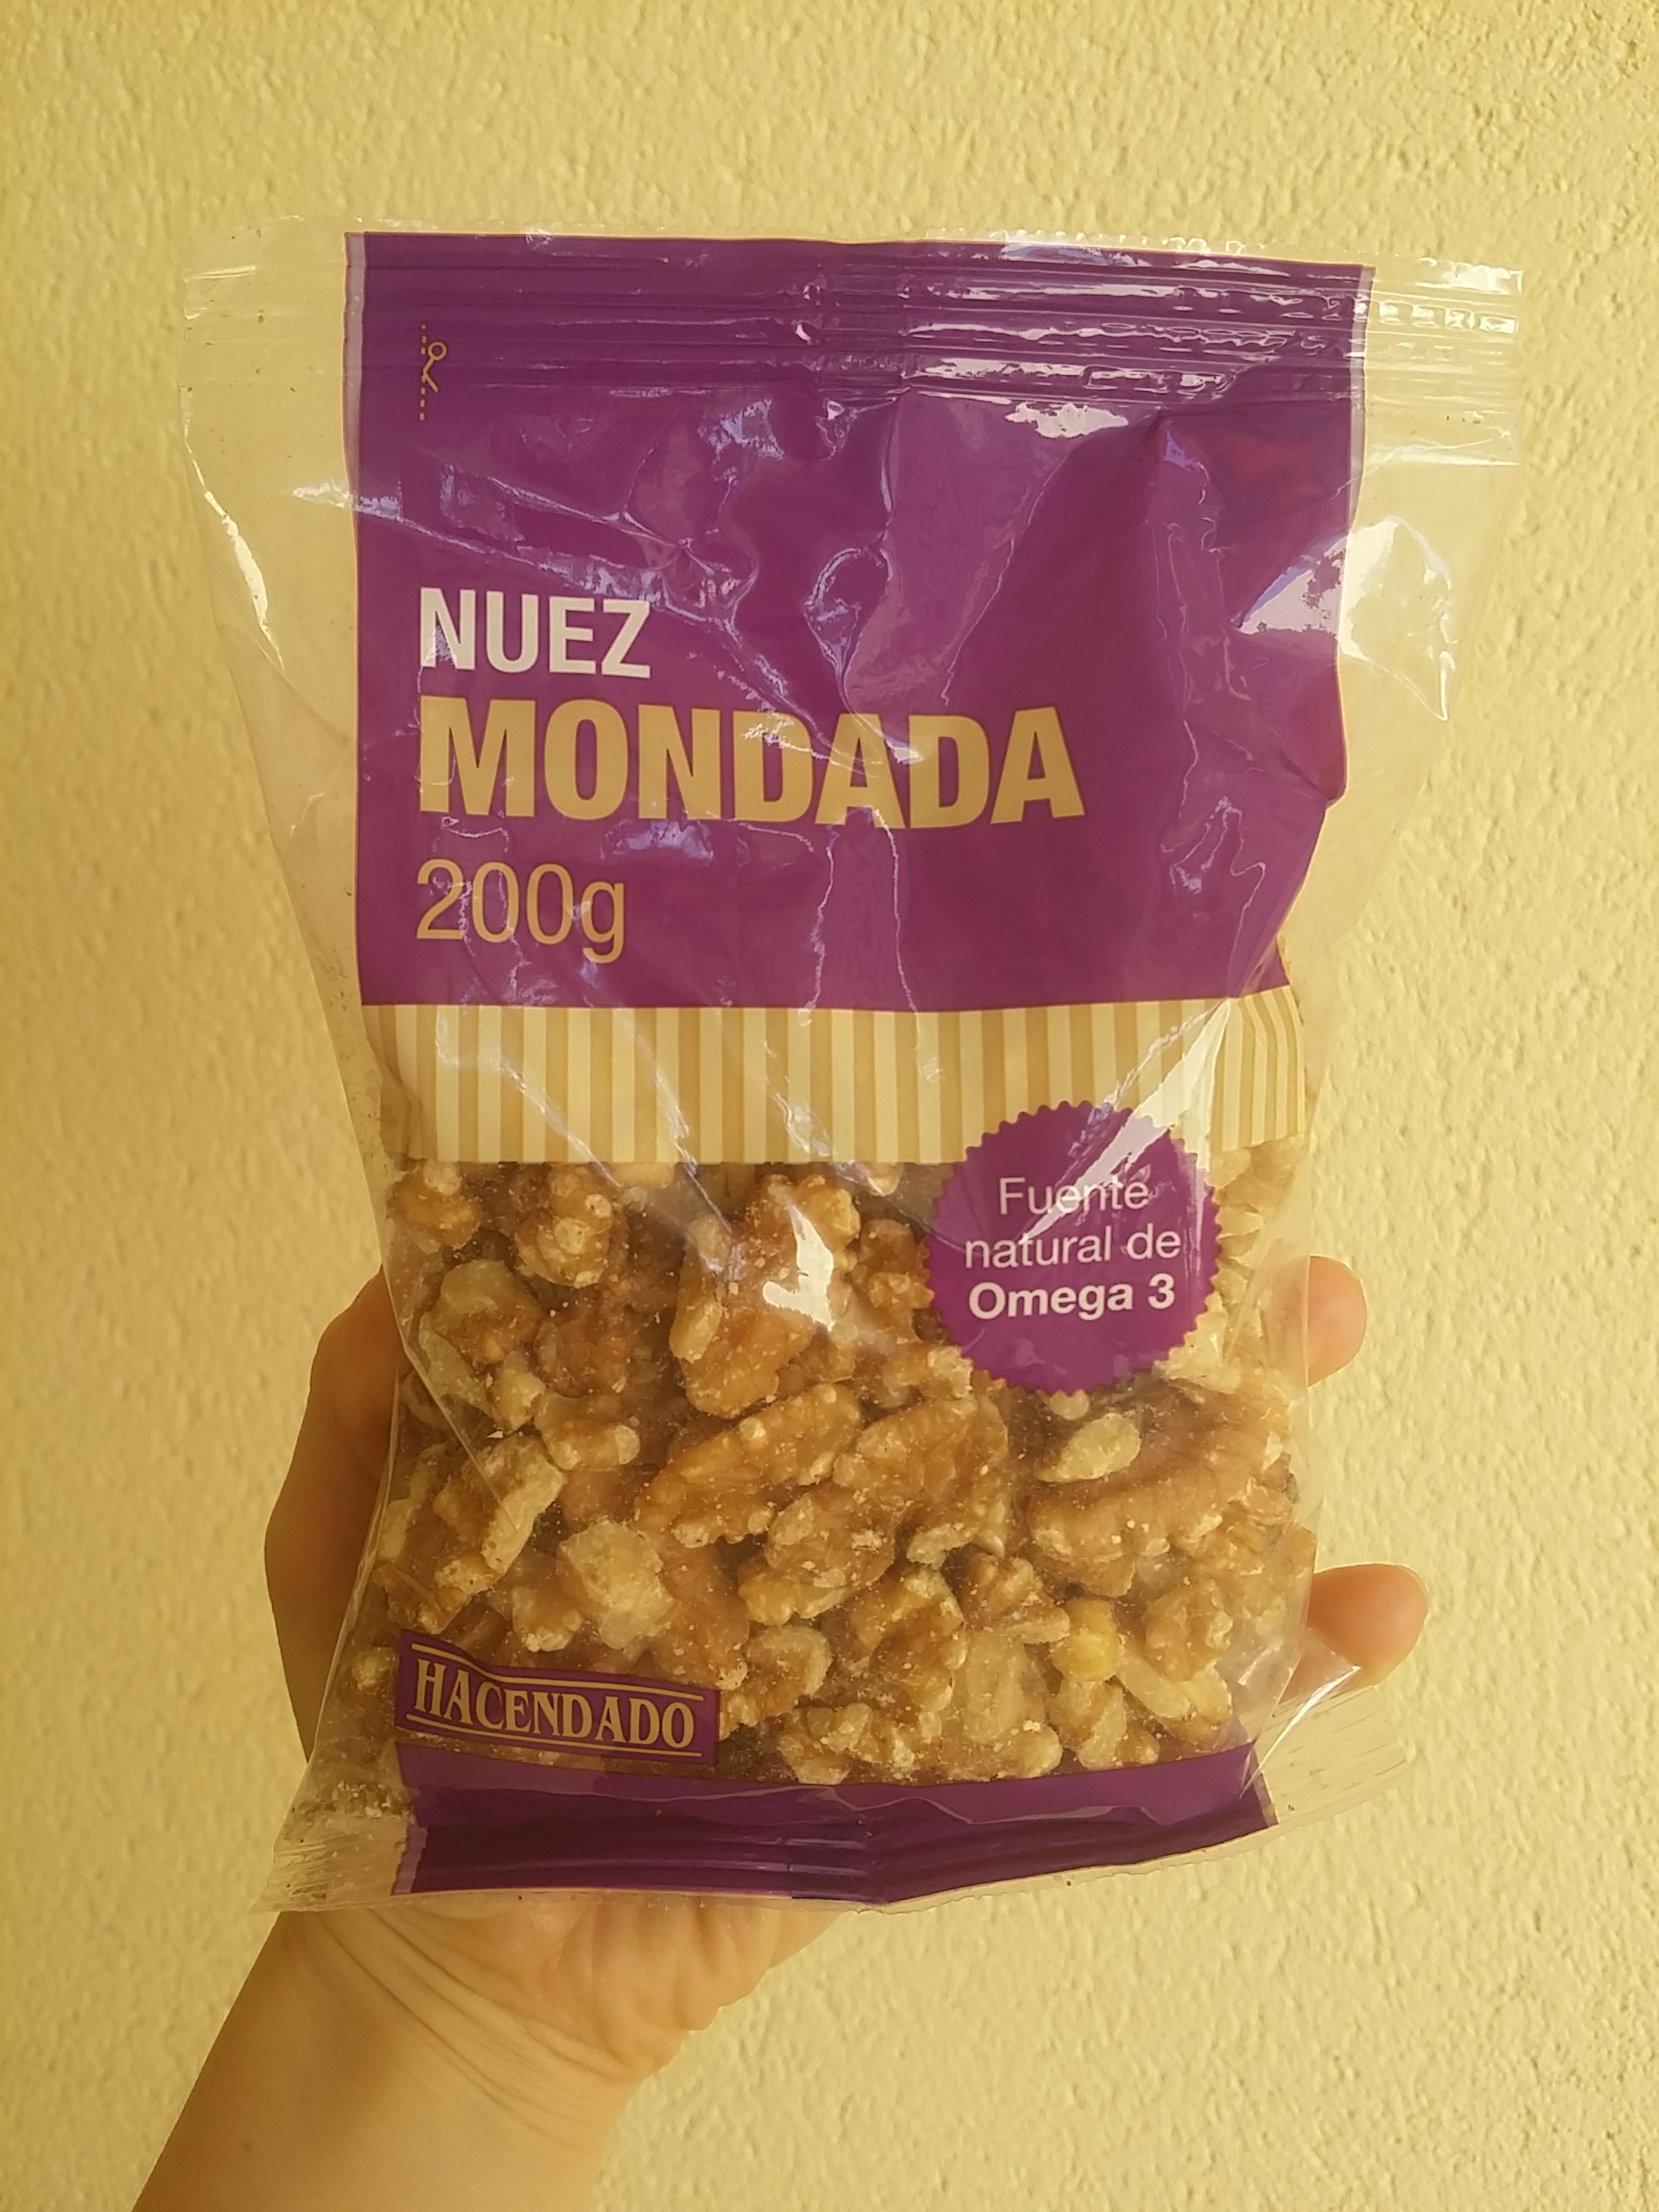 NUEZ
MONDADA
200g
Fuente
natural de
Omega 3
HACENDADO